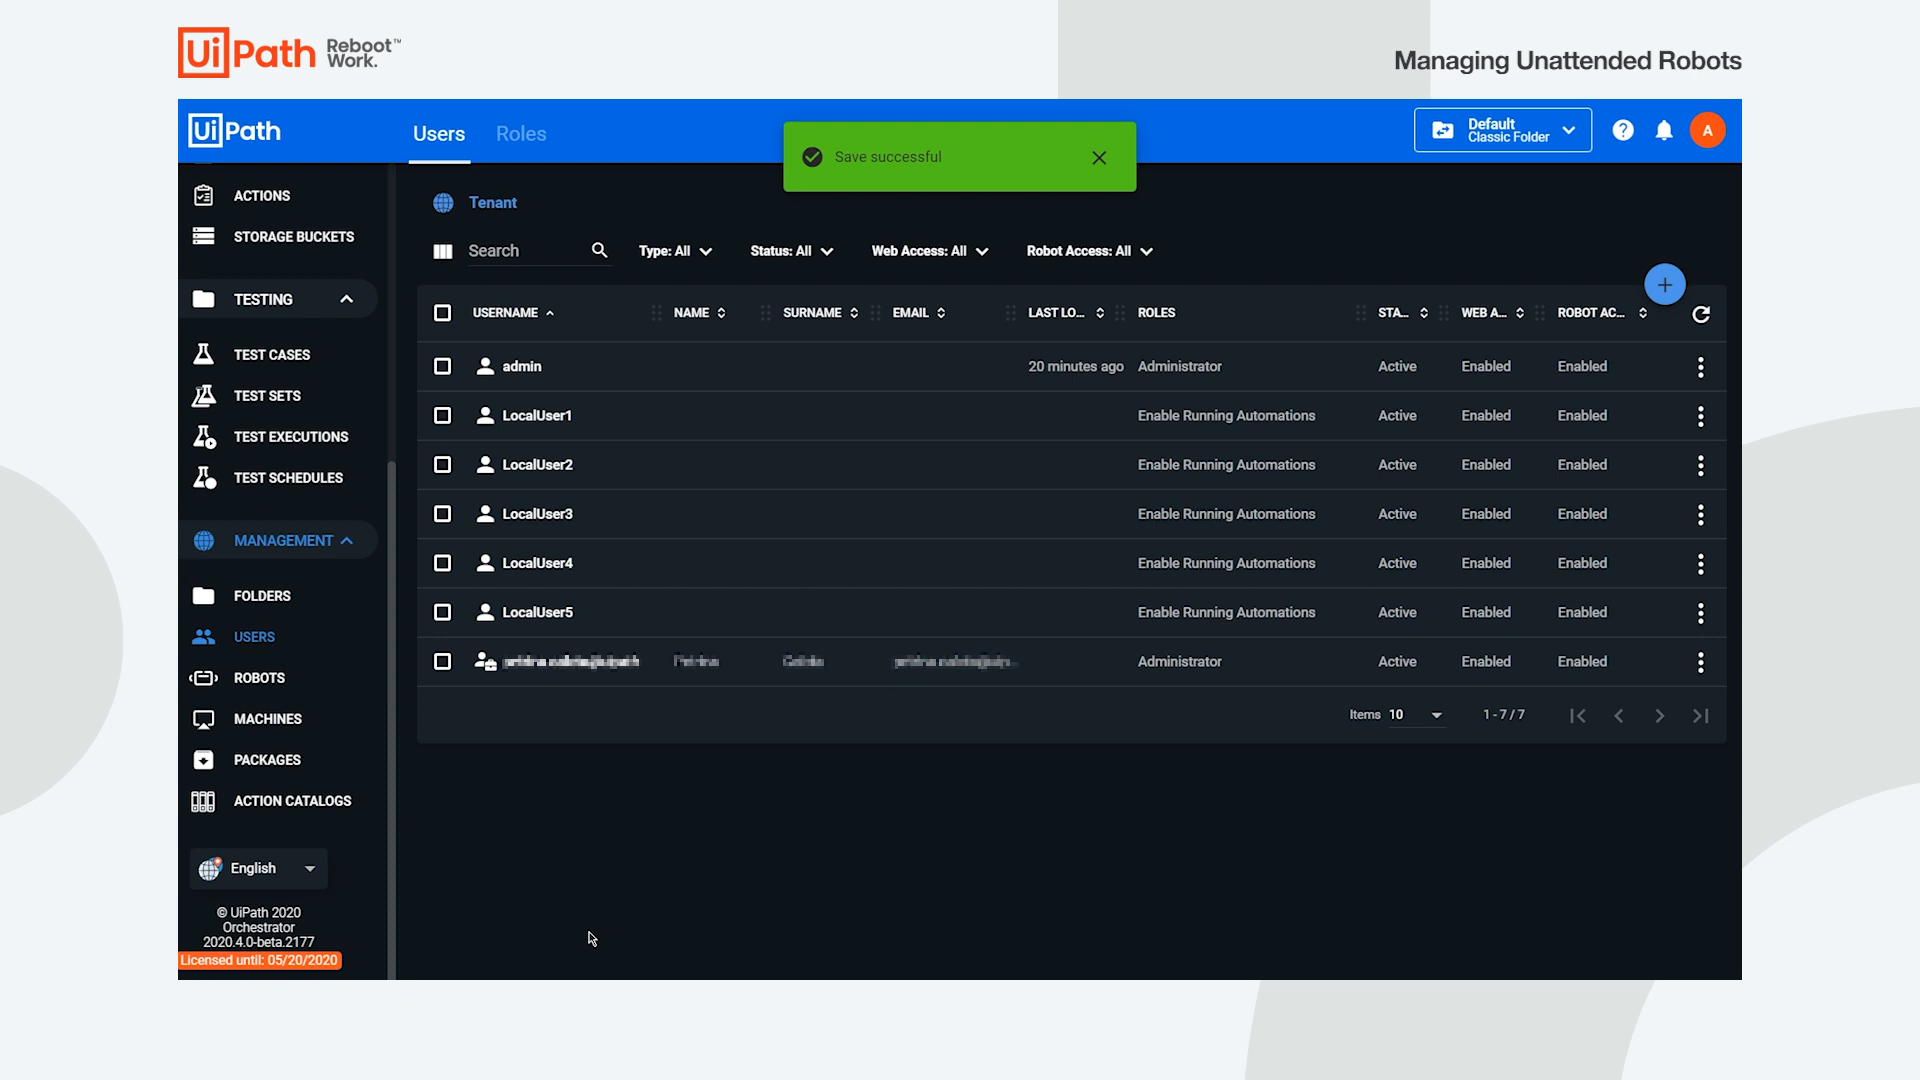 UiPath Reboot Work.™
Managing Unattended Robots
UiPath
Users
Roles
Save successful
Default
Classic Folder
?
A
ACTIONS
STORAGE BUCKETS
TESTING
TEST CASES
TEST SETS
TEST EXECUTIONS
TEST SCHEDULES
MANAGEMENT
FOLDERS
USERS
ROBOTS
MACHINES
PACKAGES
ACTION CATALOGS
English
© UiPath 2020
Orchestrator
2020.4.0-beta.2177
Licensed until: 05/20/2020
Tenant
Search
Type: All
Status: All
Web Access: All
Robot Access: All
USERNAME NAME SURNAME EMAIL LAST LO... ROLES STA... WEB A... ROBOT AC...
admin 20 minutes ago Administrator Active Enabled Enabled
LocalUser1 Enable Running Automations Active Enabled Enabled
LocalUser2 Enable Running Automations Active Enabled Enabled
LocalUser3 Enable Running Automations Active Enabled Enabled
LocalUser4 Enable Running Automations Active Enabled Enabled
LocalUser5 Enable Running Automations Active Enabled Enabled
Administrator Active Enabled Enabled
Items 10 1 - 7 / 7